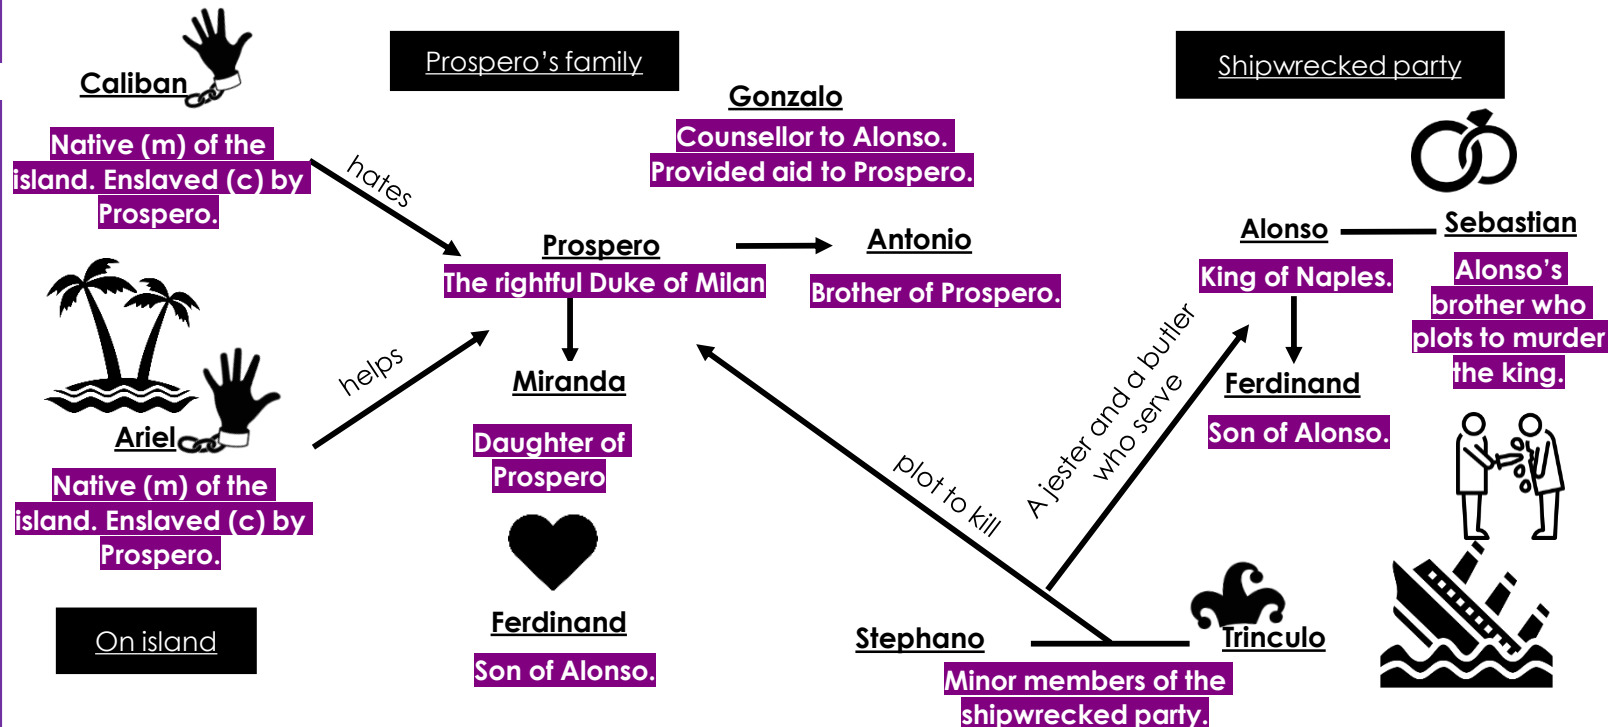 Caliban
Native (m) of the
island. Enslaved (c) by
Prospero.
hates
Prospero's family
Gonzalo
Counsellor to Alonso.
Provided aid to Prospero.
Shipwrecked party
Prospero
The rightful Duke of Milan
Antonio
Brother of Prospero.
Alonso
King of Naples.
Sebastian
Alonso's
brother who
plots to murder
the king.
Ariel
Native (m) of the
island. Enslaved (c) by
Prospero.
helps
Miranda
Daughter of
Prospero
Ferdinand
Son of Alonso.
A jester and a butler
who serve
plot to kill
Ferdinand
Son of Alonso.
On island
Stephano
Trinculo
Minor members of the
shipwrecked party.